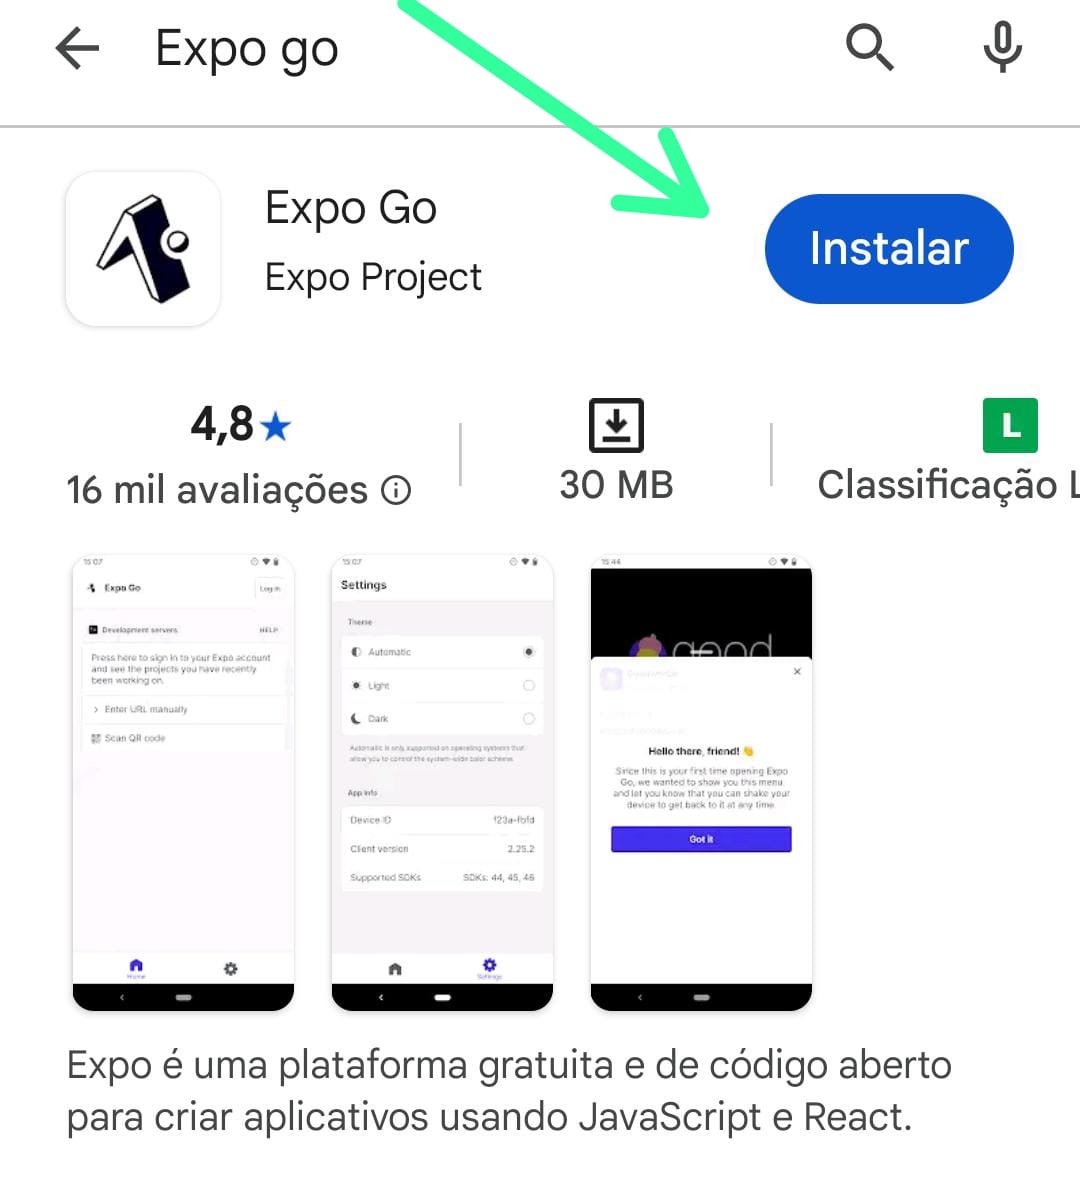 Expo go
Expo Go
Expo Project
Instalar
4,8★
16 mil avaliações
30 MB
L
Classificação L
15:07
Expo Go
Log in
Development servers
HELP
Press here to sign in to your Expo account
and see the projects you have recently
been working on.
Enter URL manually
Scan QR code
Home
15:07
Settings
Theme
Automatic
Light
Dark
Automatic is only supported on operating systems that
allow you to control the system-wide color scheme.
App Info
Device ID
f23a-fbfd
Client version
2.25.2
Supported SDKs
SDKs: 44, 45, 46
Settings
15:44
good
Hello there, friend! 👋
Since this is your first time opening Expo
Go, we wanted to show you this menu
and let you know that you can shake your
device to get back to it at any time.
Got it
Expo é uma plataforma gratuita e de código aberto
para criar aplicativos usando JavaScript e React.